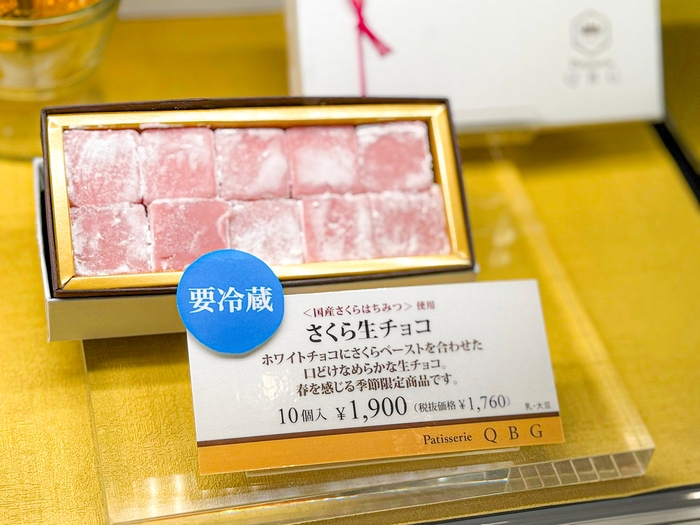 QBG
要冷蔵
<国産さくらはちみつ> 使用
さくら生チョコ
ホワイトチョコにさくらペーストを合わせた
口どけなめらかな生チョコ。
春を感じる季節限定商品です。
10個入 ¥1,900 (税抜価格¥1,760) 乳・大豆
Patisserie QBG